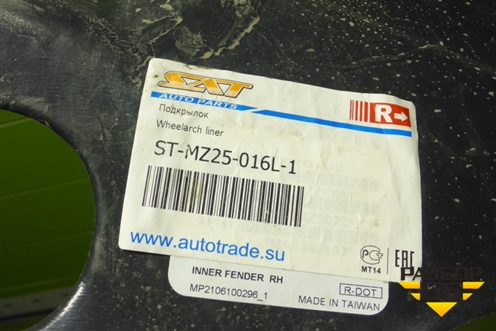 SAT
AUTO PARTS
Подкрылок
Wheelarch liner
R
ST-MZ25-016L-1
www.autotrade.su
МТ14
EAC
INNER FENDER RH
MP2106100296_1
R-DOT
MADE IN TAIWAN